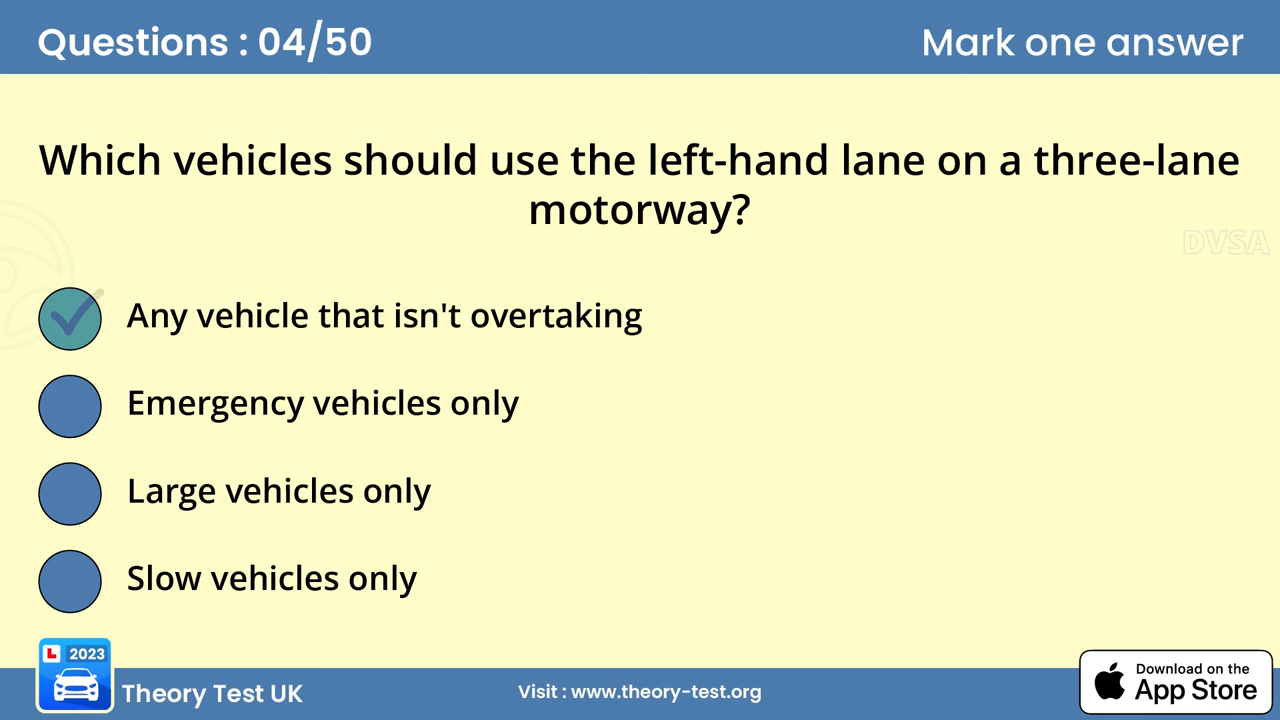 Questions : 04/50
Mark one answer
Which vehicles should use the left-hand lane on a three-lane
motorway?
DVSA
Any vehicle that isn't overtaking
Emergency vehicles only
Large vehicles only
Slow vehicles only
L 2023
Theory Test UK
Visit : www.theory-test.org
Download on the
App Store